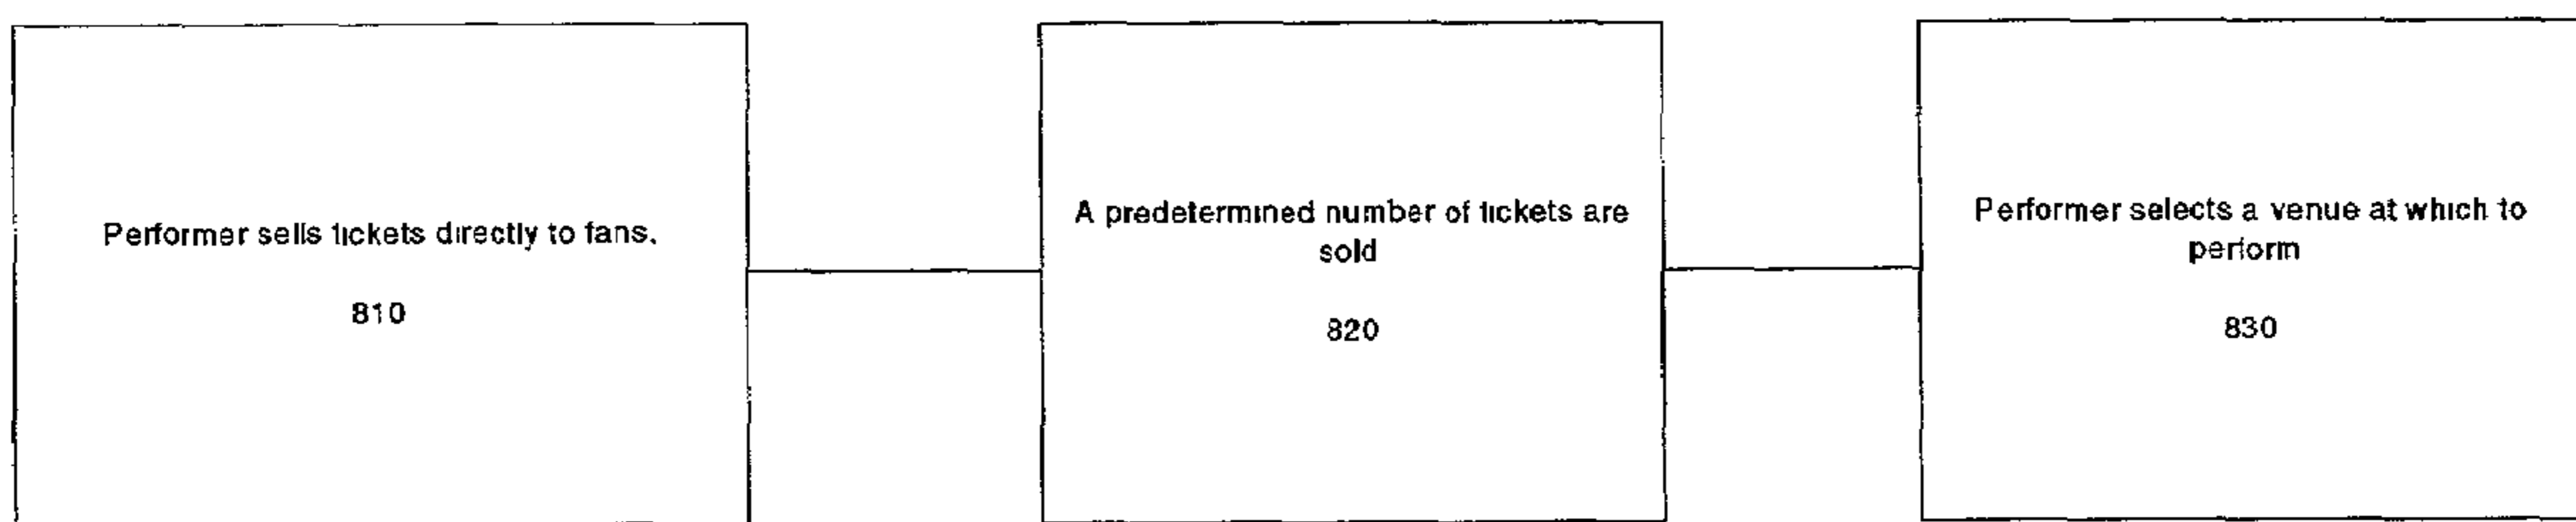 Performer sells tickets directly to fans.
810
A predetermined number of tickets are
sold
820
Performer selects a venue at which to
perform
830